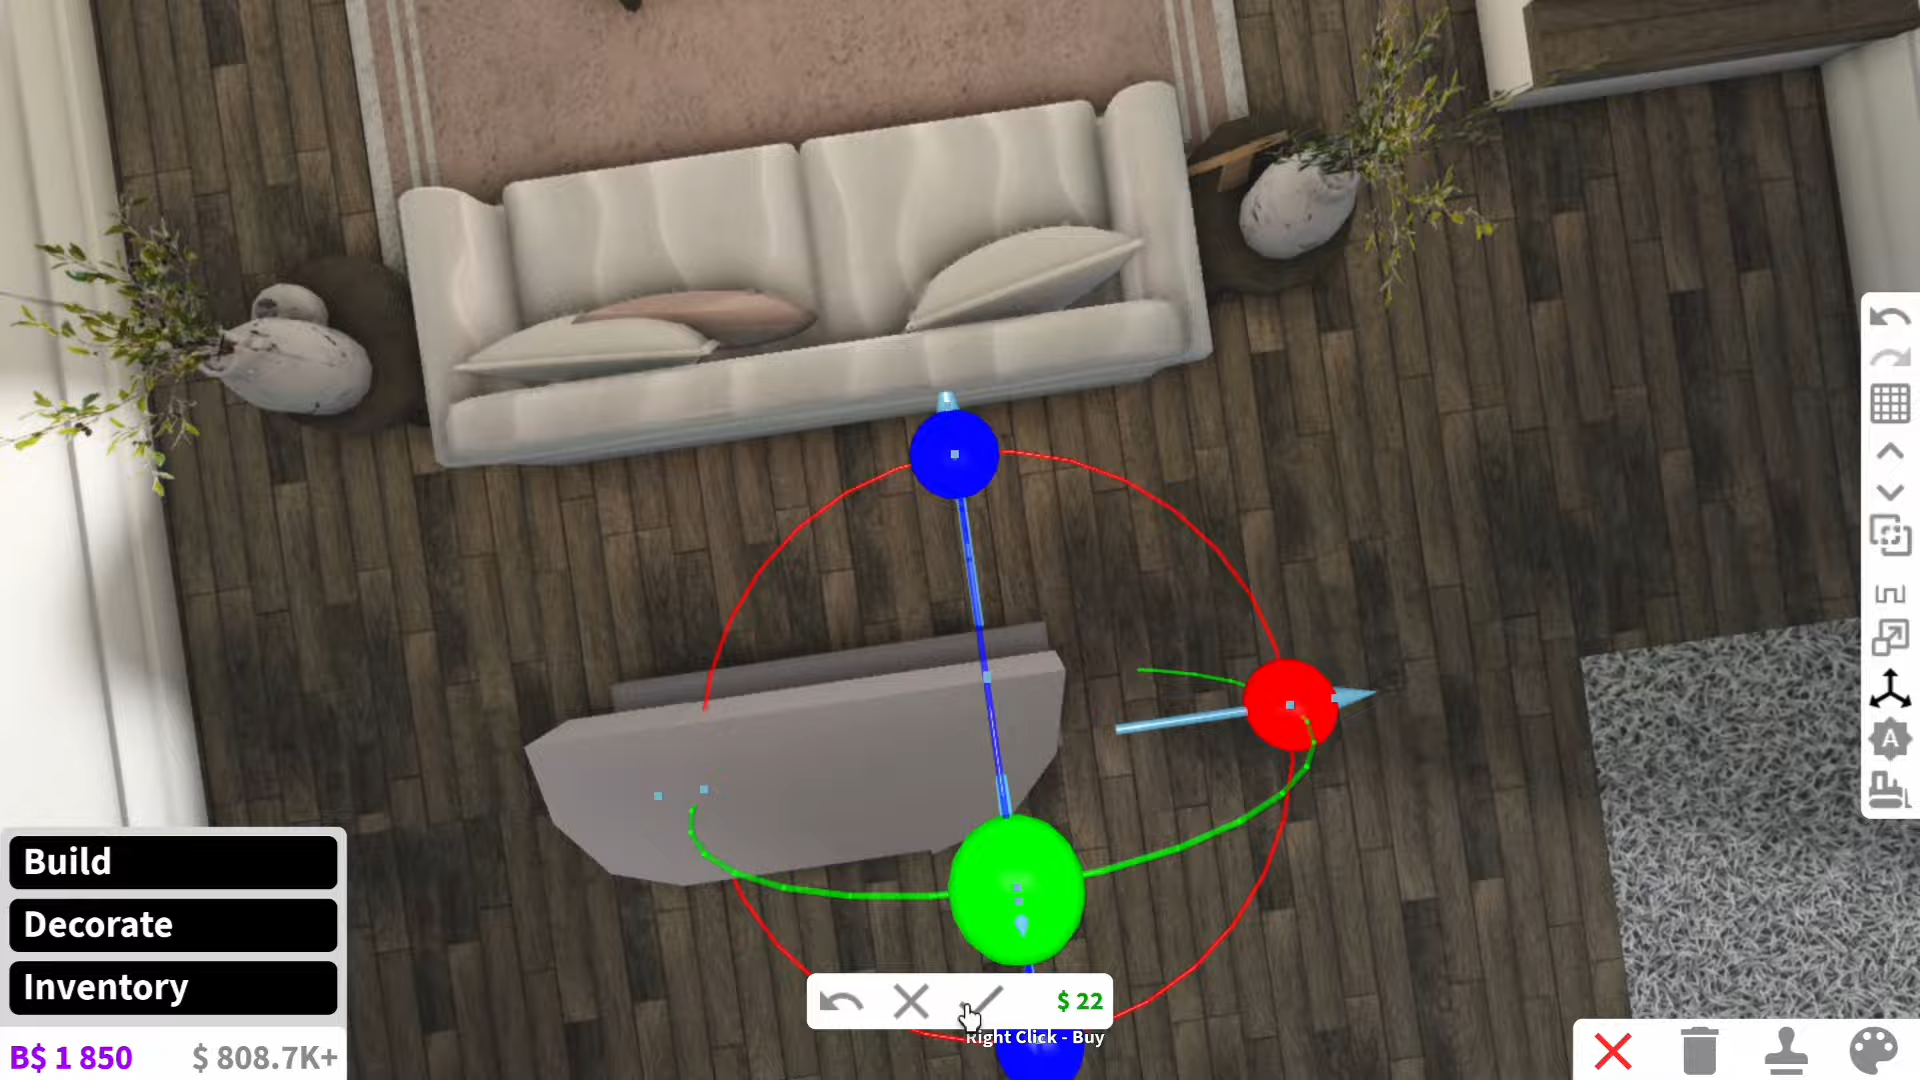 A
Build
Decorate
Inventory
$ 22
Right Click - Buy
B$ 1 850
$ 808.7K+